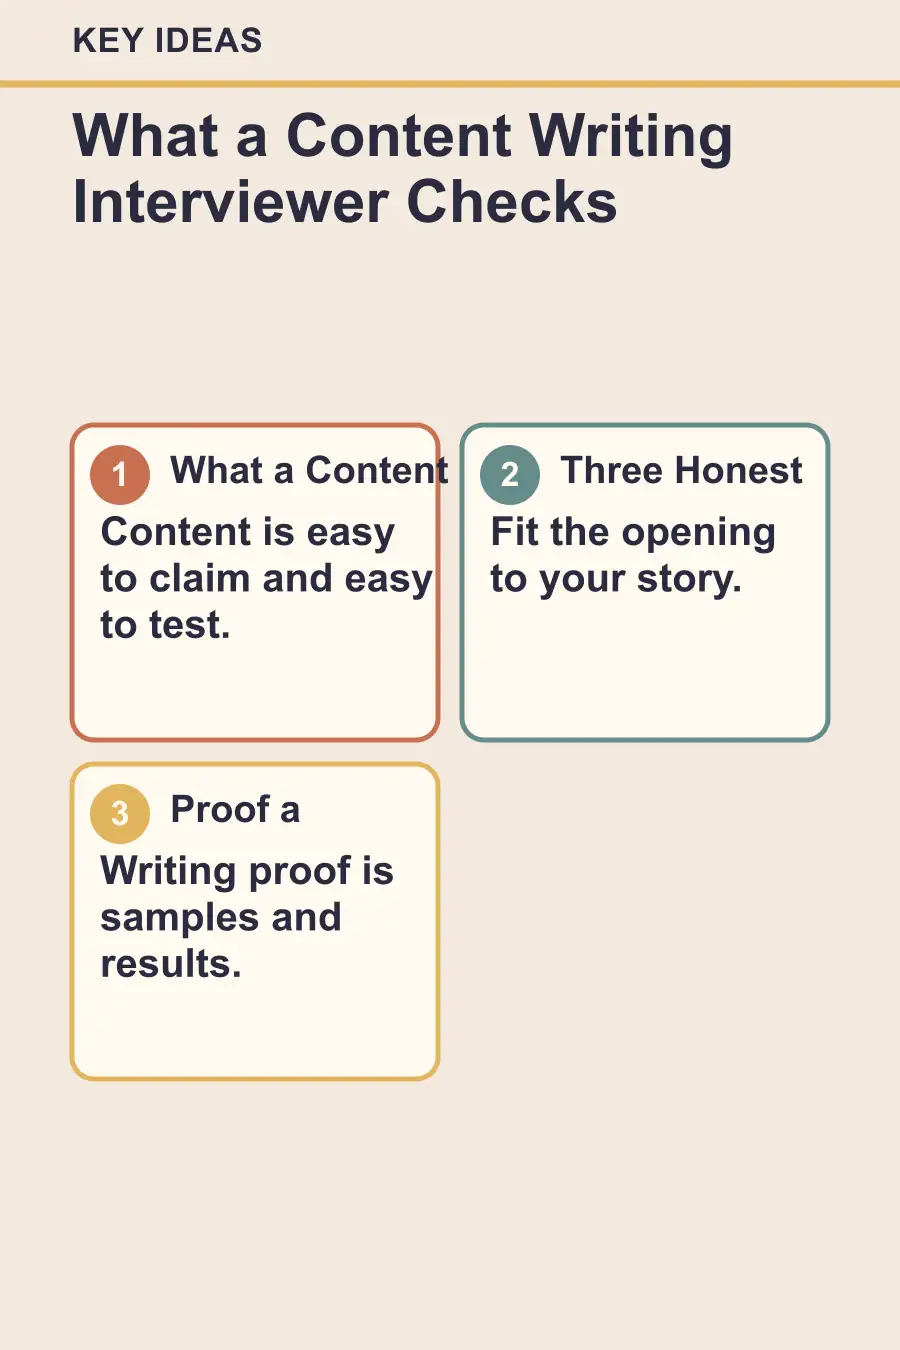 KEY IDEAS
What a Content Writing
Interviewer Checks
1
What a Content
Content is easy
to claim and easy
to test.
2
Three Honest
Fit the opening
to your story.
3
Proof a
Writing proof is
samples and
results.